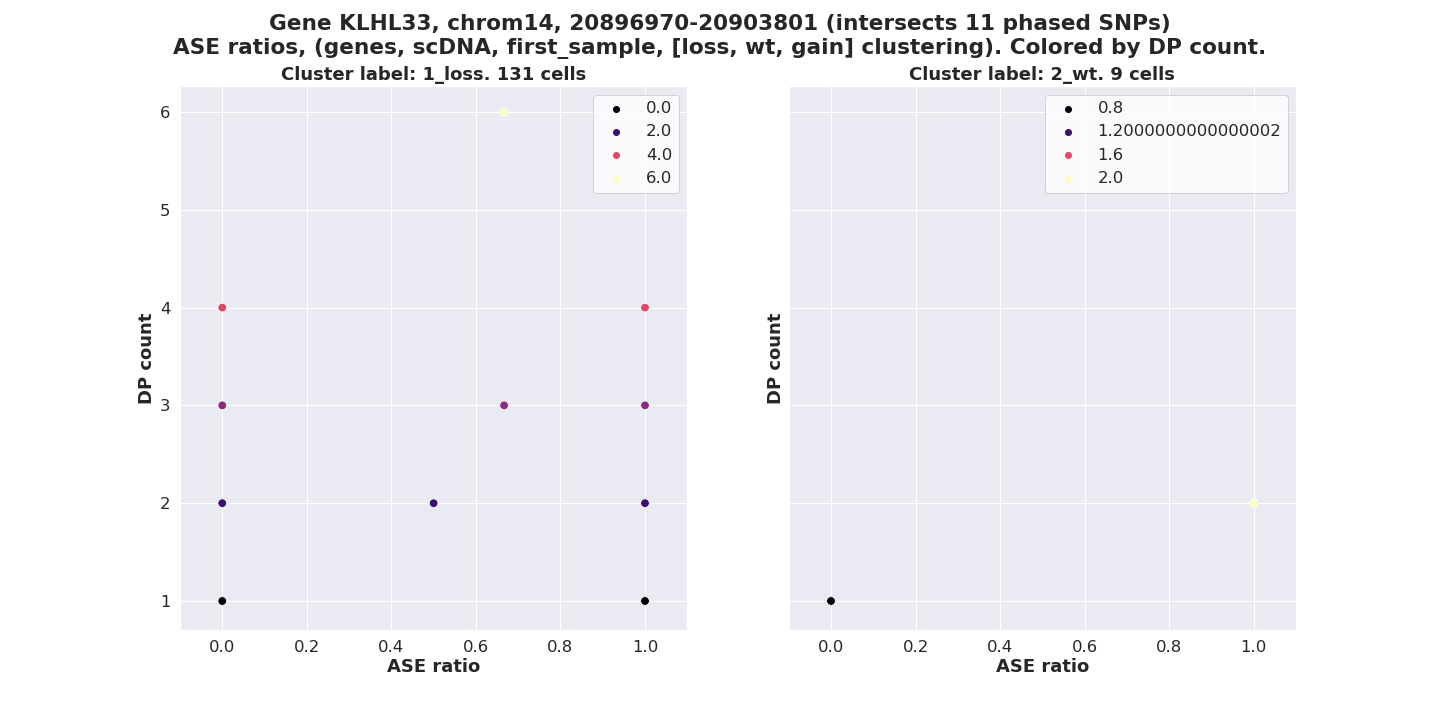 Gene KLHL33, chrom14, 20896970-20903801 (intersects 11 phased SNPs)
ASE ratios, (genes, scDNA, first_sample, [loss, wt, gain] clustering). Colored by DP count.
Cluster label: 1_loss. 131 cells
6
5
4
3
2
1
DP count
0.0
2.0
4.0
6.0
0.0 0.2 0.4 0.6 0.8 1.0
ASE ratio
Cluster label: 2_wt. 9 cells
DP count
0.8
1.2000000000000002
1.6
2.0
0.0 0.2 0.4 0.6 0.8 1.0
ASE ratio